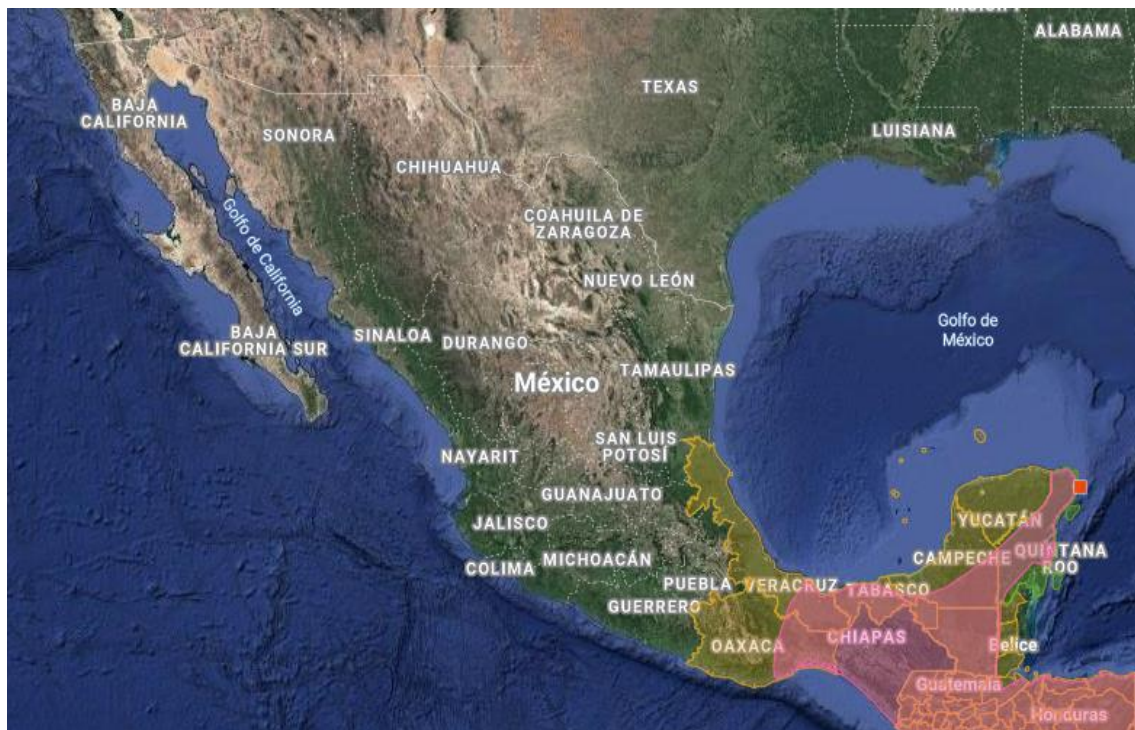 ALABAMA
TEXAS
BAJA
CALIFORNIA
SONORA
LUISIANA
CHIHUAHUA
COAHUILA DE
ZARAGOZA
Golfo de California
NUEVO LEÓN
Golfo de
México
BAJA
CALIFORNIA SUR
SINALOA
DURANGO
TAMAULIPAS
México
SAN LUIS
POTOSÍ
NAYARIT
GUANAJUATO
JALISCO
YUCATÁN
COLIMA
MICHOACÁN
CAMPECHE
QUINTANA
ROO
PUEBLA
VERACRUZ
TABASCO
GUERRERO
OAXACA
CHIAPAS
Belice
Guatemala
Honduras